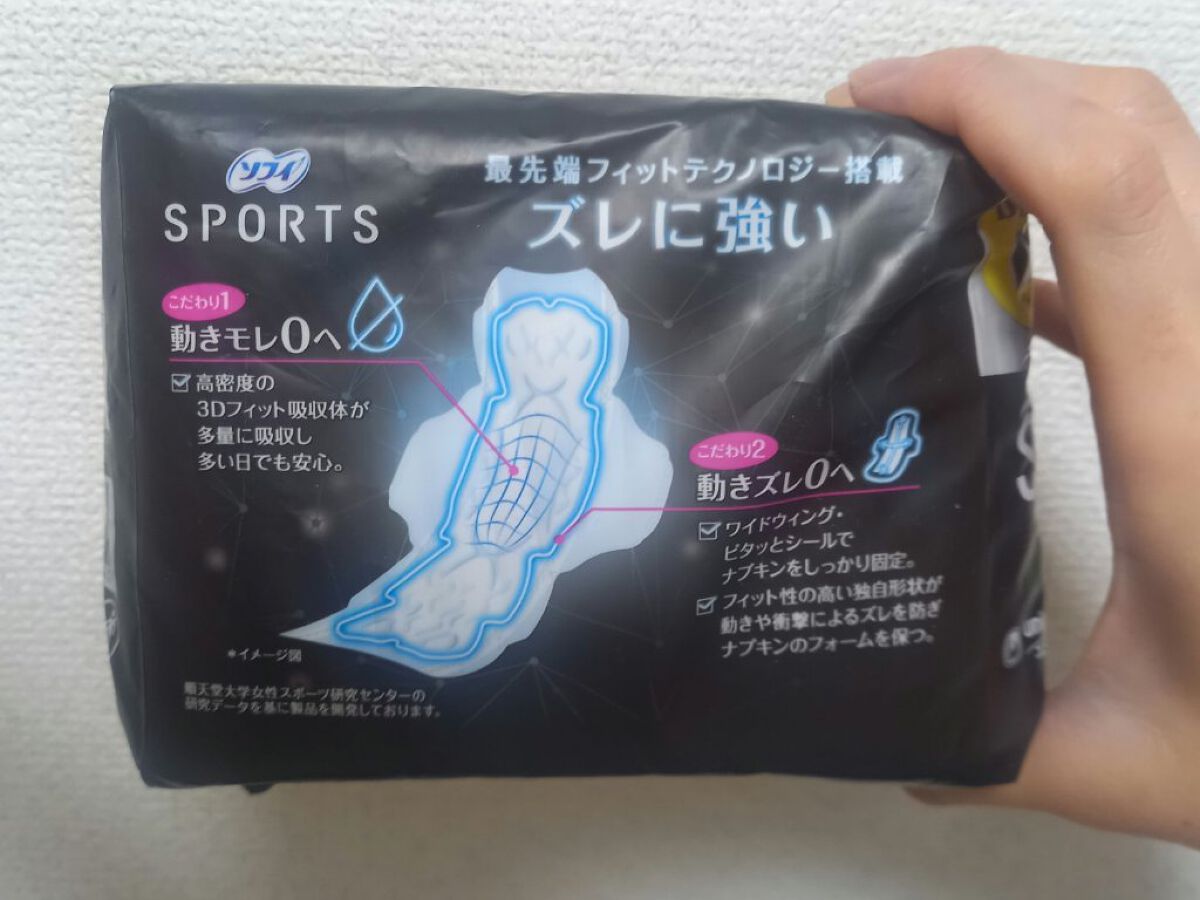 ソフィ
SPORTS
最先端フィットテクノロジー搭載
ズレに強い
こだわり1
動きモレ0へ
高密度の
3Dフィット吸収体が
多量に吸収し
多い日でも安心。
こだわり2
動きズレ0へ
ワイドウィング・
ピタッとシールで
ナプキンをしっかり固定。
フィット性の高い独自形状が
動きや衝撃によるズレを防ぎ
ナプキンのフォームを保つ。
*イメージ図
順天堂大学女性スポーツ研究センターの
研究データを基に製品を開発しております。